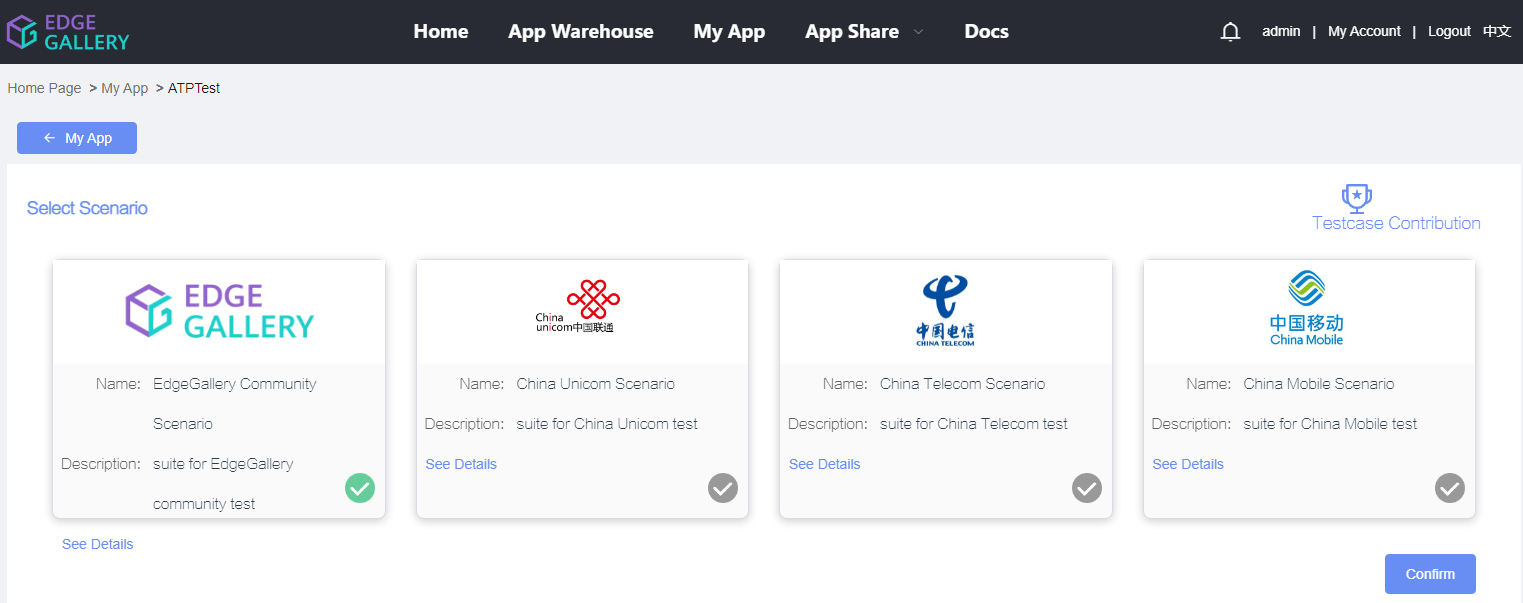 EDGE GALLERY
Home App Warehouse My App App Share Docs
admin | My Account | Logout 中文
Home Page > My App > ATPTest
← My App
Select Scenario
Testcase Contribution
EDGE
GALLERY
Name: EdgeGallery Community
Scenario
Description: suite for EdgeGallery
community test
See Details
China
unicom中国联通
Name: China Unicom Scenario
Description: suite for China Unicom test
See Details
中国电信
CHINA TELECOM
Name: China Telecom Scenario
Description: suite for China Telecom test
See Details
中国移动
China Mobile
Name: China Mobile Scenario
Description: suite for China Mobile test
See Details
Confirm